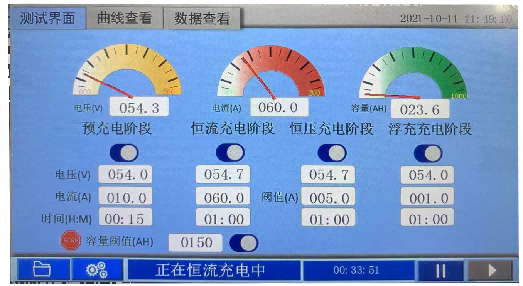 测试界面 曲线查看 数据查看 2021-10-14 11:49:10
电压(V) 054.3 电流(A) 060.0 容量(AH) 023.6
预充电阶段 恒流充电阶段 恒压充电阶段 浮充充电阶段
电压(V) 054.0 054.7 054.7 054.0
电流(A) 010.0 060.0 阈值(A) 005.0 001.0
时间(H:M) 00:15 01:00 01:00 01:00
容量阈值(AH) 0150
正在恒流充电中 00:33:51